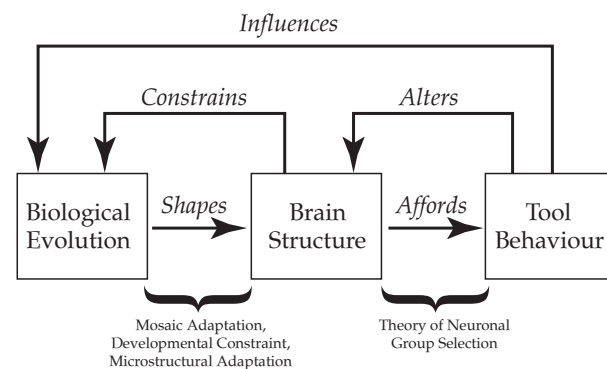 Influences
Constrains
Alters
Biological
Evolution
Shapes
Brain
Structure
Affords
Tool
Behaviour
Mosaic Adaptation,
Developmental Constraint,
Microstructural Adaptation
Theory of Neuronal
Group Selection